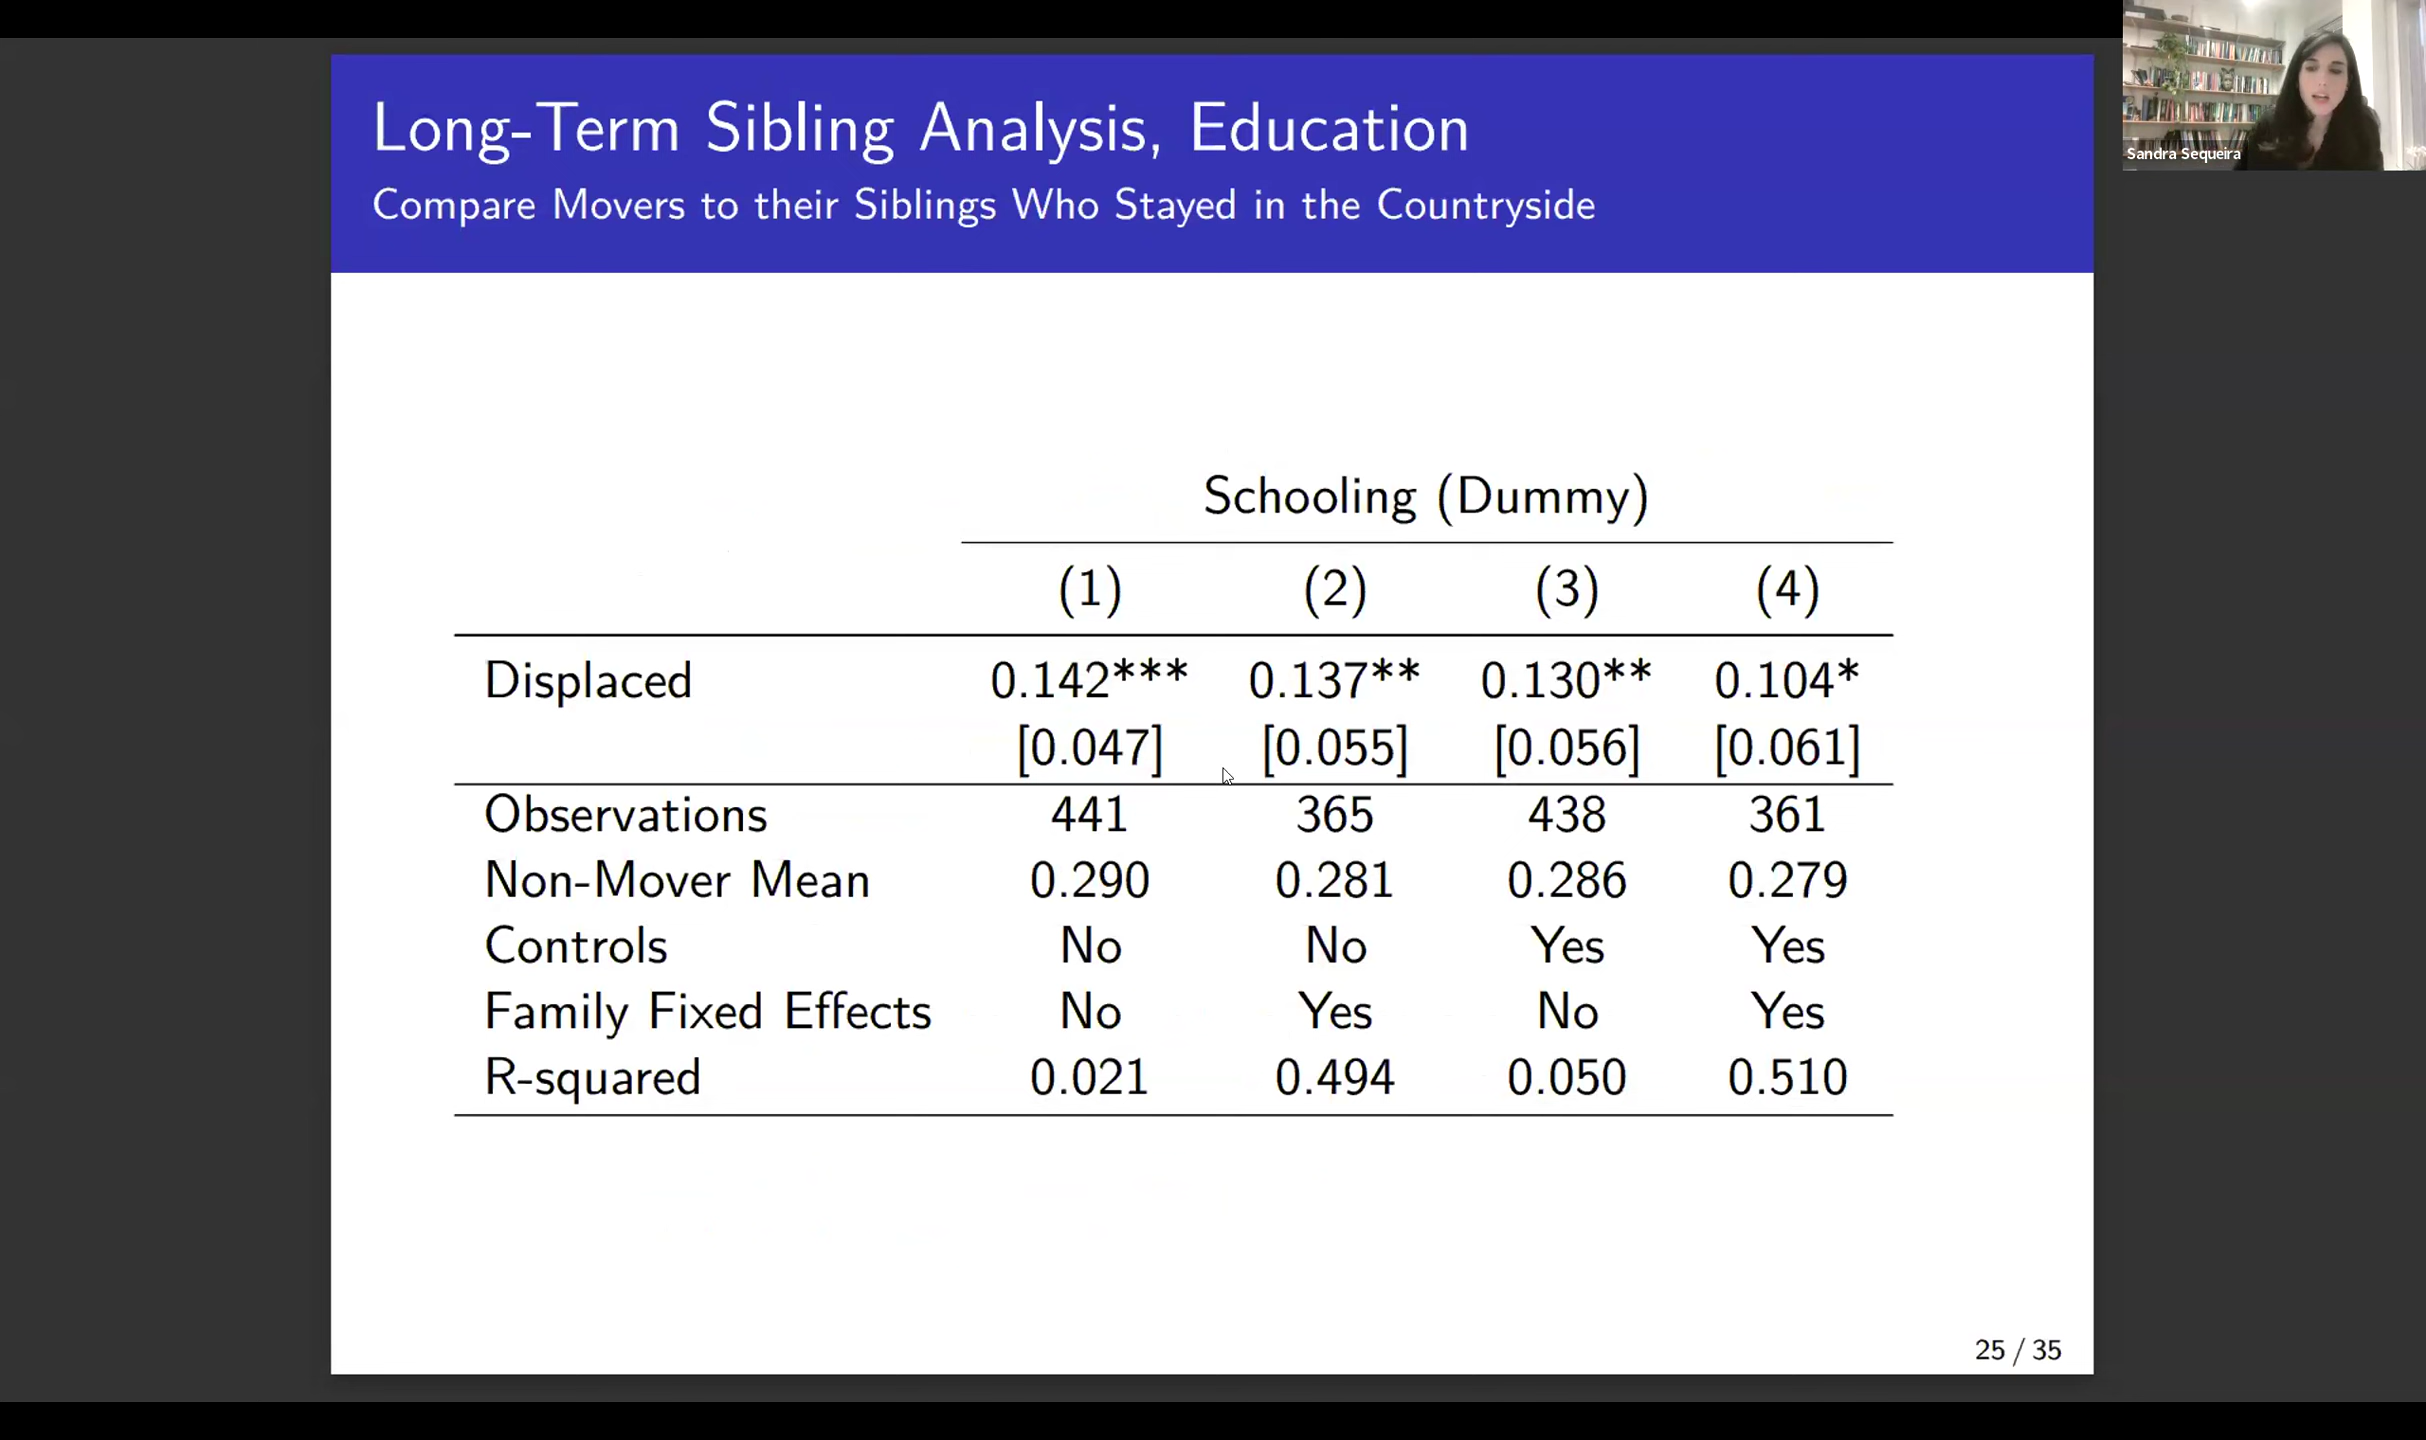 Long-Term Sibling Analysis, Education
Compare Movers to their Siblings Who Stayed in the Countryside
Sandra Sequeira
Schooling (Dummy)
(1) (2) (3) (4)
Displaced 0.142*** 0.137** 0.130** 0.104*
[0.047] [0.055] [0.056] [0.061]
Observations 441 365 438 361
Non-Mover Mean 0.290 0.281 0.286 0.279
Controls No No Yes Yes
Family Fixed Effects No Yes No Yes
R-squared 0.021 0.494 0.050 0.510
25 / 35